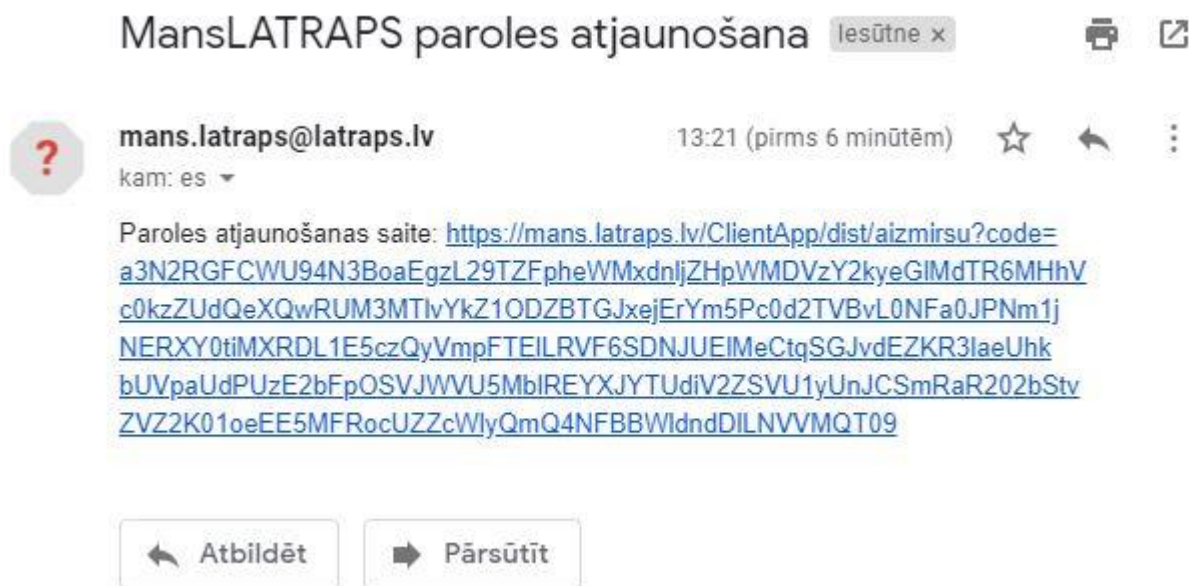 MansLATRAPS paroles atjaunošana Iesūtne x
mans.latraps@latraps.lv 13:21 (pirms 6 minūtēm)
?
kam: es
Paroles atjaunošanas saite: https://mans.latraps.lv/ClientApp/dist/aizmirsu?code=
a3N2RGFCWU94N3BoaEgzL29TZFpheWMxdnljZHpWMDVzY2kyeGlMdTR6MHhV
c0kzZUdQeXQwRUM3MTIvYkZ1ODZBTGJxejErYm5Pc0d2TVBvL0NFa0JPNm1j
NERXY0tiMXRDL1E5czQyVmpFTElLRVF6SDNJUElMeCtqSGJvdEZKR3laeUhk
bUVpaUdPUzE2bFpOSVJWVU5MblREYXJYTUdiV2ZSVU1yUnJCSmRaR202bStv
ZVZ2K01oeEE5MFRocUZZcWlyQmQ4NFBBWldndDlLNVVMQT09
Atbildēt Pārsūtīt